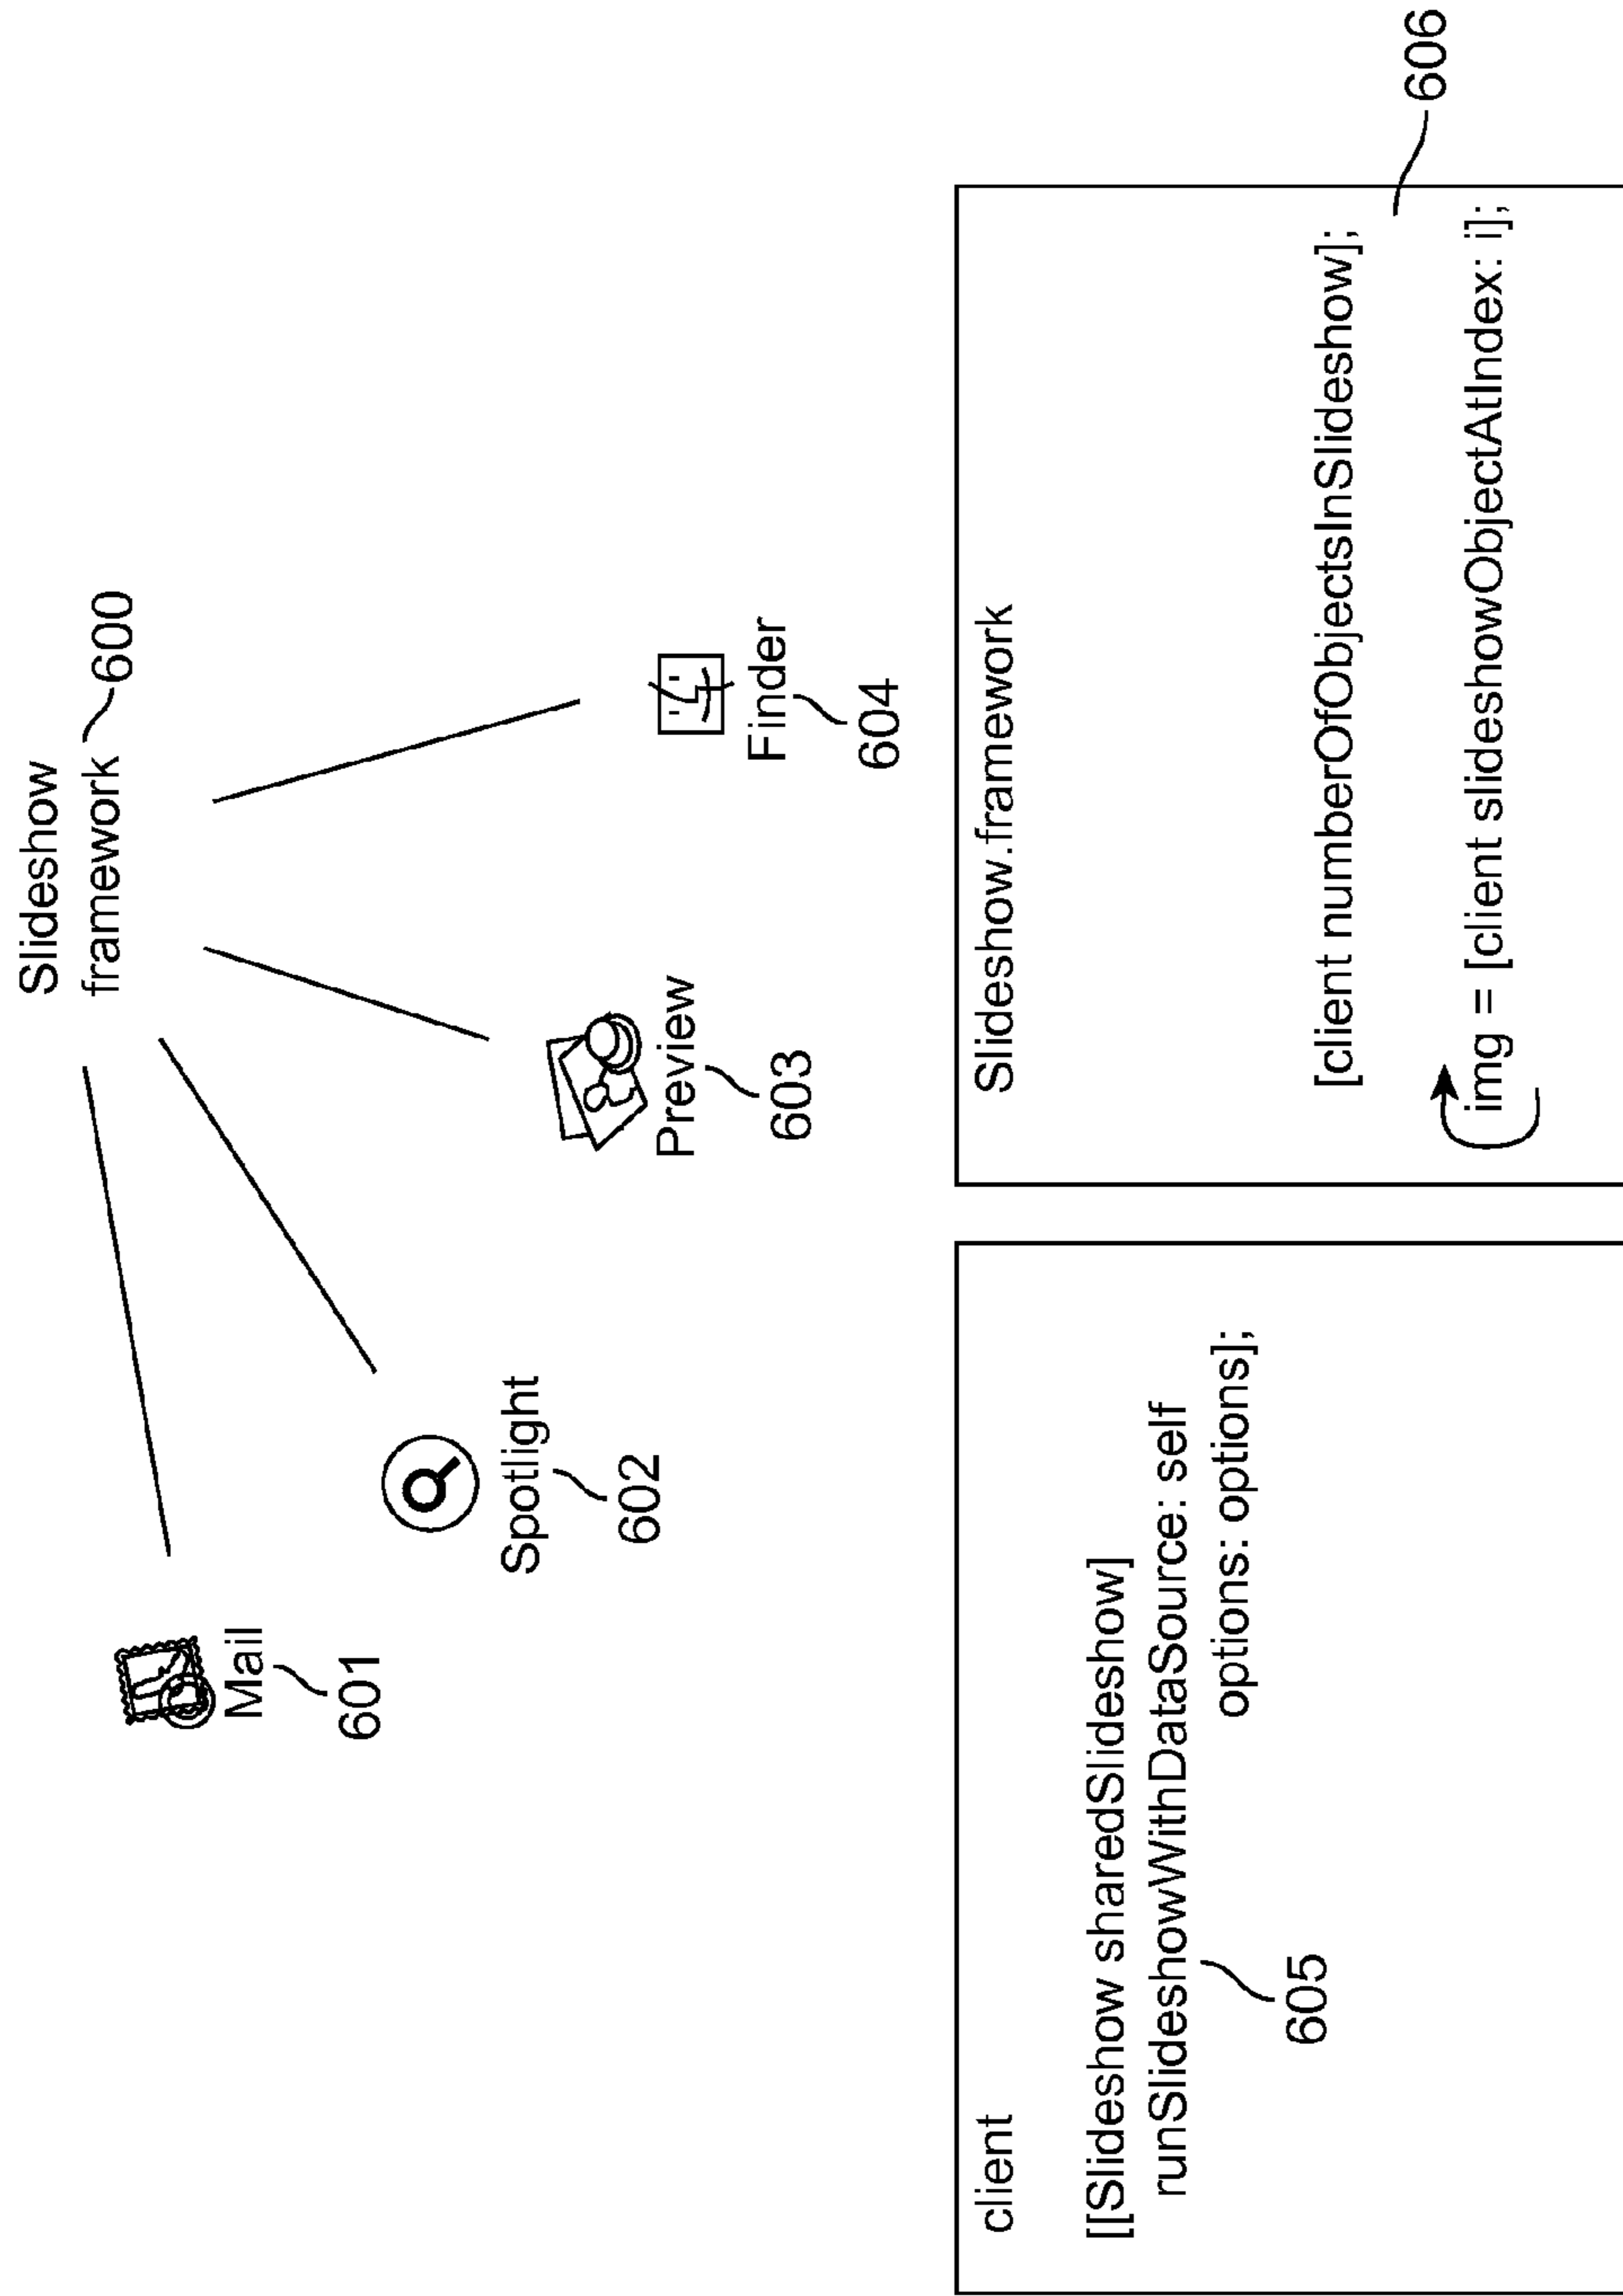 Slideshow
framework 600
Mail
601
Spotlight
602
Preview
603
Finder
604
client
[[Slideshow sharedSlideshow]
runSlideshowWithDataSource: self
options: options];
605
Slideshow.framework
[client numberOfObjectsInSlideshow];
606
img = [client slideshowObjectAtIndex: i];